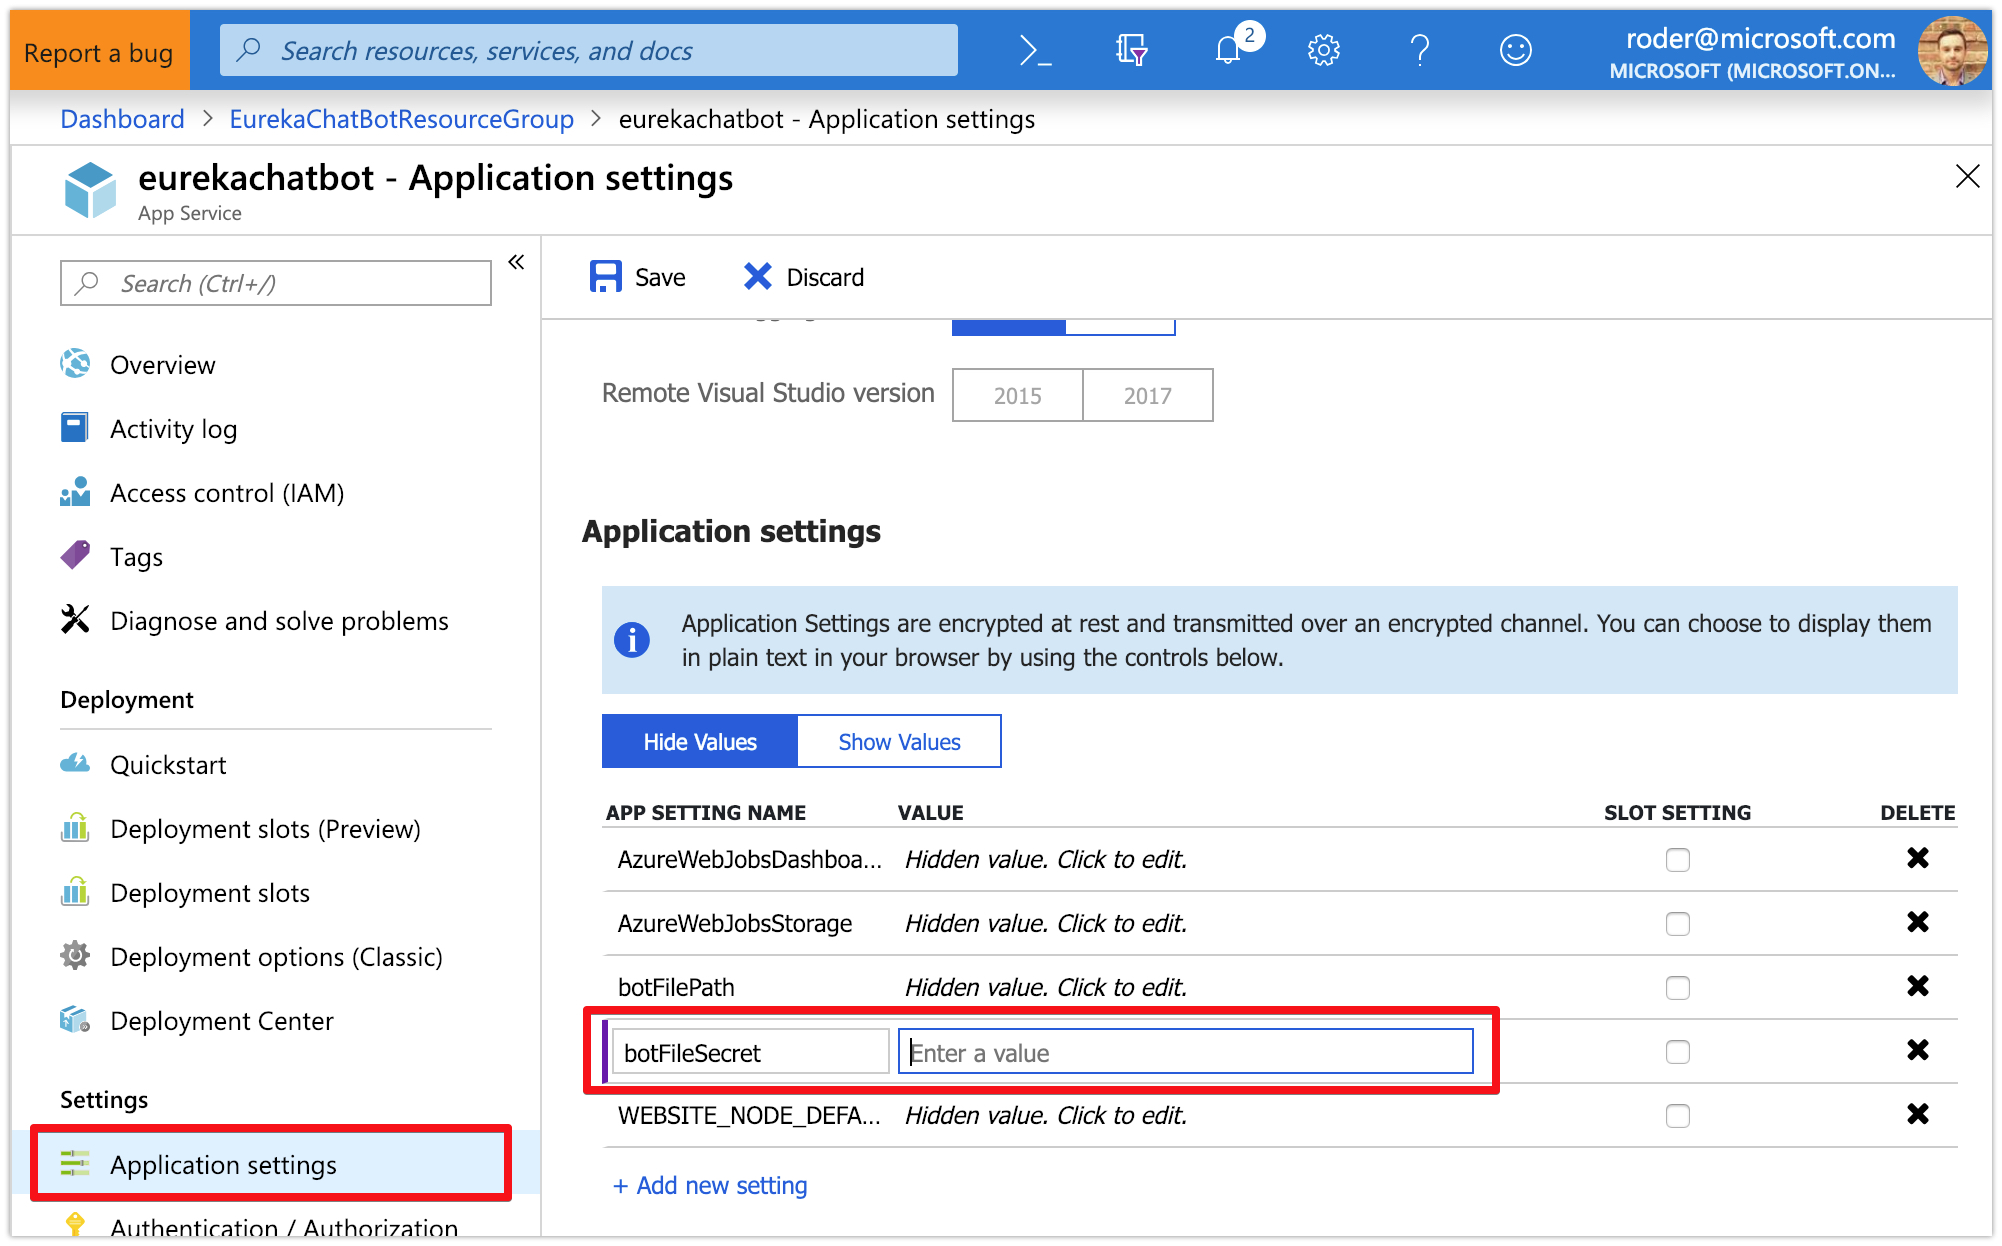 Report a bug
Search resources, services, and docs
2
roder@microsoft.com
MICROSOFT (MICROSOFT.ON...
Dashboard > EurekaChatBotResourceGroup > eurekachatbot - Application settings
eurekachatbot - Application settings
App Service
Search (Ctrl+/)
«
Overview
Activity log
Access control (IAM)
Tags
Diagnose and solve problems
Deployment
Quickstart
Deployment slots (Preview)
Deployment slots
Deployment options (Classic)
Deployment Center
Settings
Application settings
Authentication / Authorization
Save Discard
Remote Visual Studio version 2015 2017
Application settings
Application Settings are encrypted at rest and transmitted over an encrypted channel. You can choose to display them
in plain text in your browser by using the controls below.
Hide Values Show Values
APP SETTING NAME VALUE SLOT SETTING DELETE
AzureWebJobsDashboa... Hidden value. Click to edit.
AzureWebJobsStorage Hidden value. Click to edit.
botFilePath Hidden value. Click to edit.
botFileSecret Enter a value
WEBSITE_NODE_DEFA... Hidden value. Click to edit.
+ Add new setting